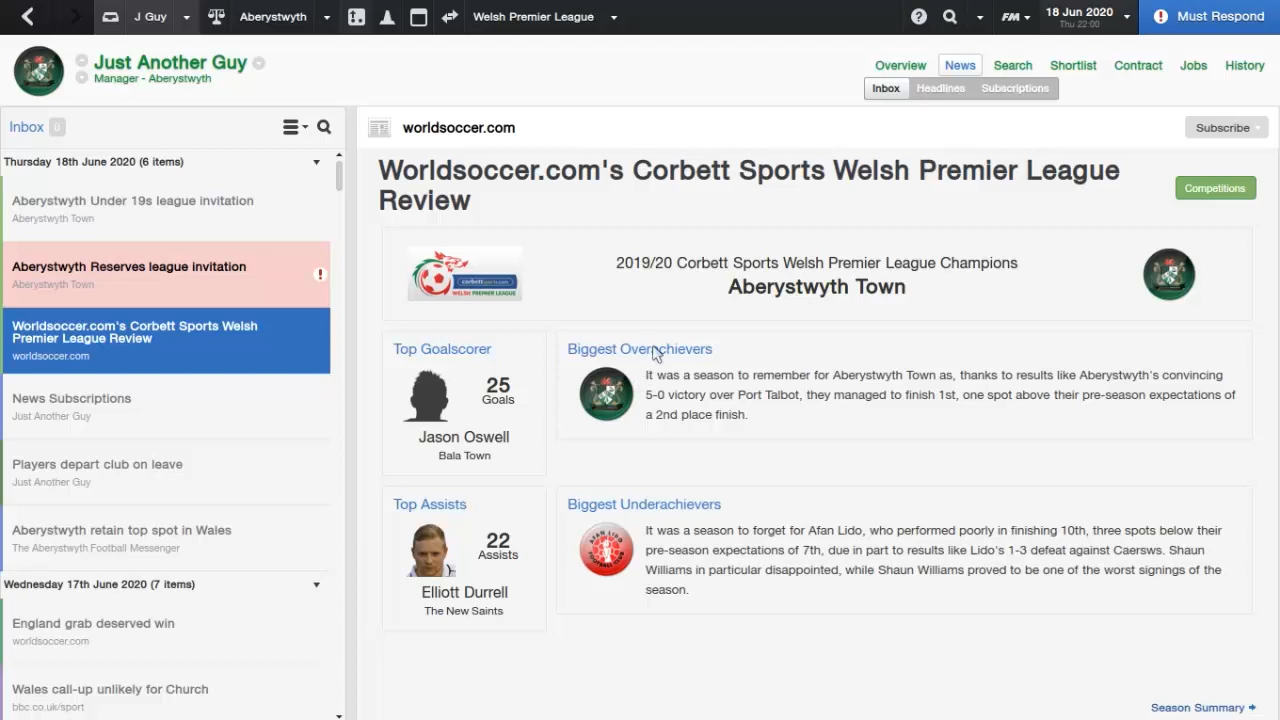 J Guy
Aberystwyth
Welsh Premier League
FM
18 Jun 2020
Thu 22:00
Must Respond
Just Another Guy
Manager - Aberystwyth
Overview
News
Search
Shortlist
Contract
Jobs
History
Inbox
Headlines
Subscriptions
Inbox 0
Thursday 18th June 2020 (6 items)
Aberystwyth Under 19s league invitation
Aberystwyth Town
Aberystwyth Reserves league invitation
Aberystwyth Town
Worldsoccer.com's Corbett Sports Welsh
Premier League Review
worldsoccer.com
News Subscriptions
Just Another Guy
Players depart club on leave
Just Another Guy
Aberystwyth retain top spot in Wales
The Aberystwyth Football Messenger
Wednesday 17th June 2020 (7 items)
England grab deserved win
worldsoccer.com
Wales call-up unlikely for Church
bbc.co.uk/sport
worldsoccer.com
Subscribe
Worldsoccer.com's Corbett Sports Welsh Premier League
Review
Competitions
WELSH PREMIER LEAGUE
2019/20 Corbett Sports Welsh Premier League Champions
Aberystwyth Town
Top Goalscorer
25
Goals
Jason Oswell
Bala Town
Biggest Overachievers
It was a season to remember for Aberystwyth Town as, thanks to results like Aberystwyth's convincing
5-0 victory over Port Talbot, they managed to finish 1st, one spot above their pre-season expectations of
a 2nd place finish.
Top Assists
22
Assists
Elliott Durrell
The New Saints
Biggest Underachievers
AFAN LIDO
FOOTBALL CLUB
It was a season to forget for Afan Lido, who performed poorly in finishing 10th, three spots below their
pre-season expectations of 7th, due in part to results like Lido's 1-3 defeat against Caersws. Shaun
Williams in particular disappointed, while Shaun Williams proved to be one of the worst signings of the
season.
Season Summary